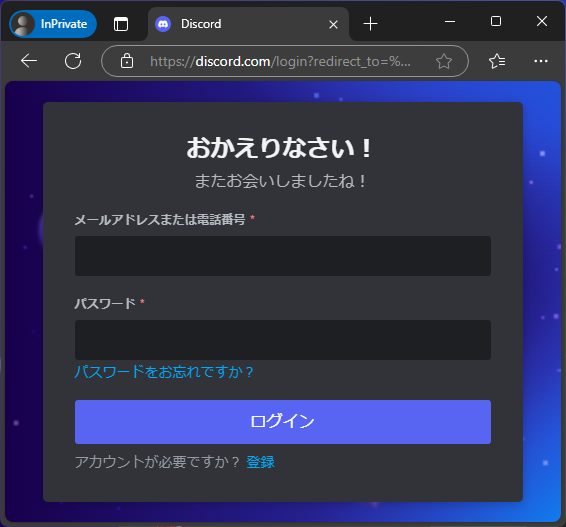 InPrivate
Discord
https://discord.com/login?redirect_to=%...
おかえりなさい！
またお会いしましたね！
メールアドレスまたは電話番号 *
パスワード *
パスワードをお忘れですか？
ログイン
アカウントが必要ですか？ 登録